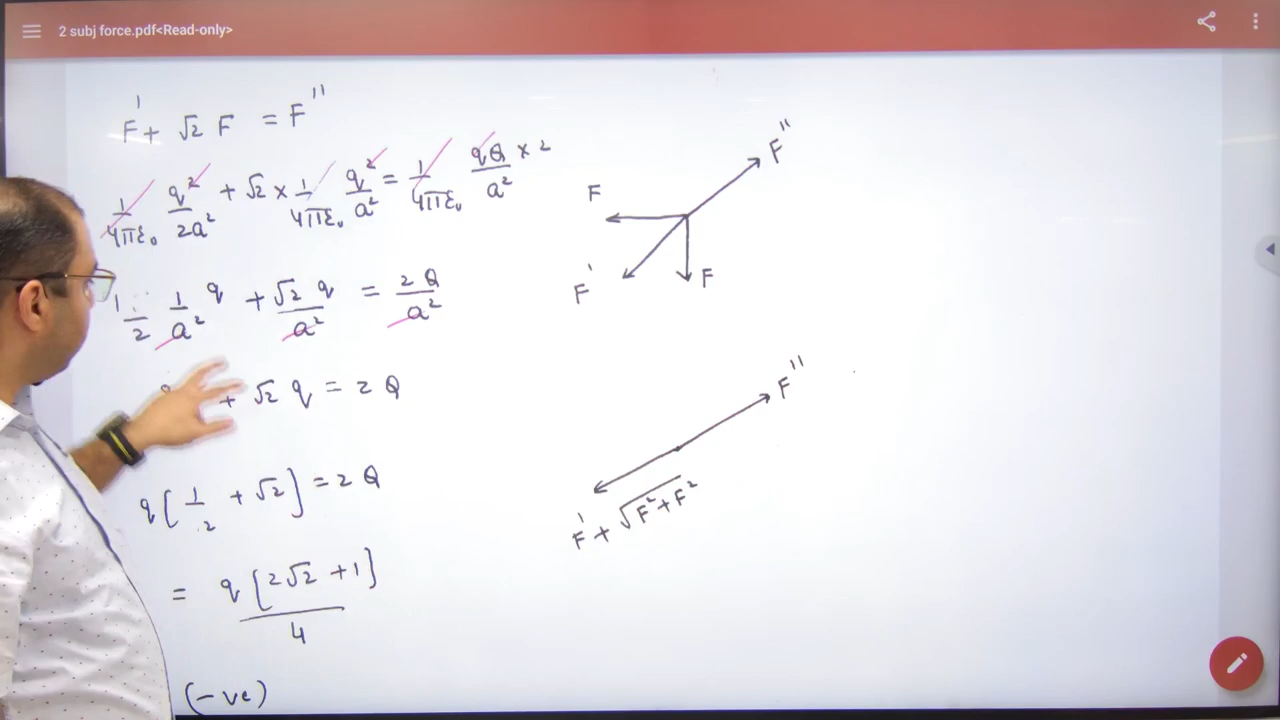 2 subj force.pdf<Read-only>
F' + √2 F = F''
1/4πε₀ q²/2a² + √2 × 1/4πε₀ q²/a² = 1/4πε₀ qQ/a² × 2
1/2 1/a² q + √2 q/a² = 2Q/a²
+ √2 q = 2Q
q[1/2 + √2] = 2Q
= q[2√2 + 1]/4
(-ve)
F''
F
F'
F
F''
F' + √F² + F²